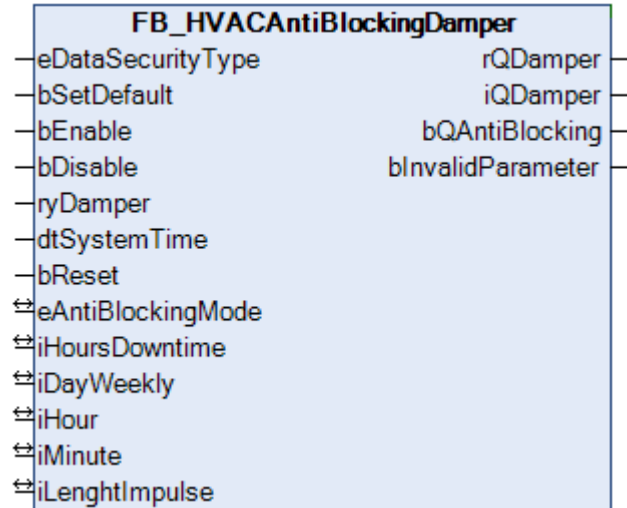 FB_HVACAntiBlockingDamper
eDataSecurityType rQDamper
bSetDefault iQDamper
bEnable bQAntiBlocking
bDisable bInvalidParameter
ryDamper
dtSystemTime
bReset
eAntiBlockingMode
iHoursDowntime
iDayWeekly
iHour
iMinute
iLenghtImpulse